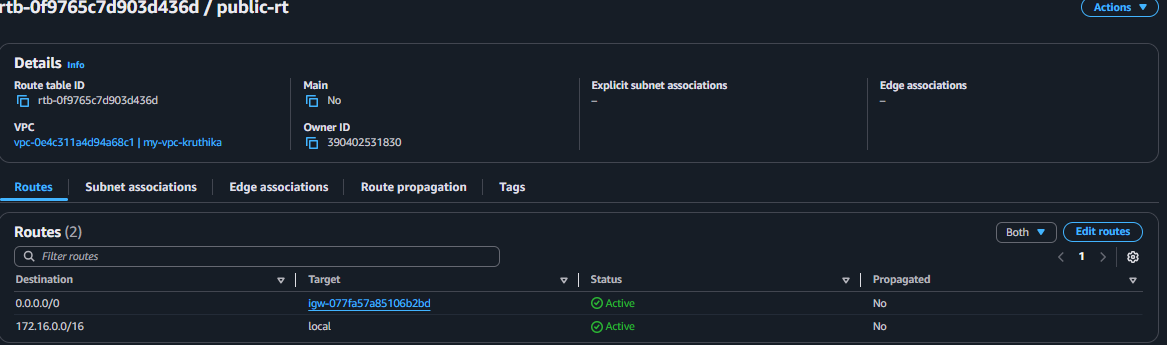 rtb-0f9765c7d903d436d / public-rt
Actions
Details Info
Route table ID
rtb-0f9765c7d903d436d
Main
No
Explicit subnet associations
–
Edge associations
–
VPC
vpc-0e4c311a4d94a68c1 | my-vpc-kruthika
Owner ID
390402531830
Routes
Subnet associations
Edge associations
Route propagation
Tags
Routes (2)
Both
Edit routes
Filter routes
1
Destination Target Status Propagated
0.0.0.0/0 igw-077fa57a85106b2bd Active No
172.16.0.0/16 local Active No